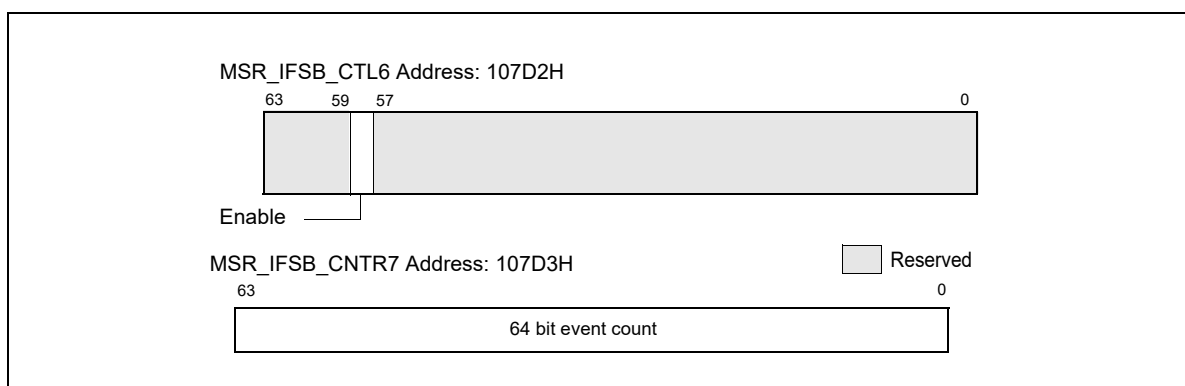 MSR_IFSB_CTL6 Address: 107D2H
63 59 57 0
Enable
MSR_IFSB_CNTR7 Address: 107D3H
Reserved
63 0
64 bit event count